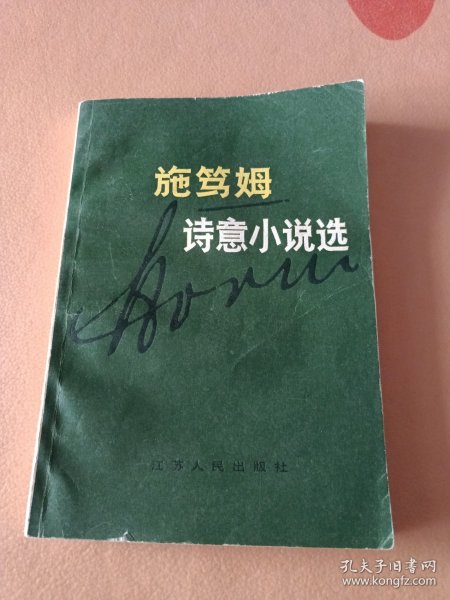 施笃姆
诗意小说选
Storm
江苏人民出版社
孔夫子旧书网
www.kongfz.com